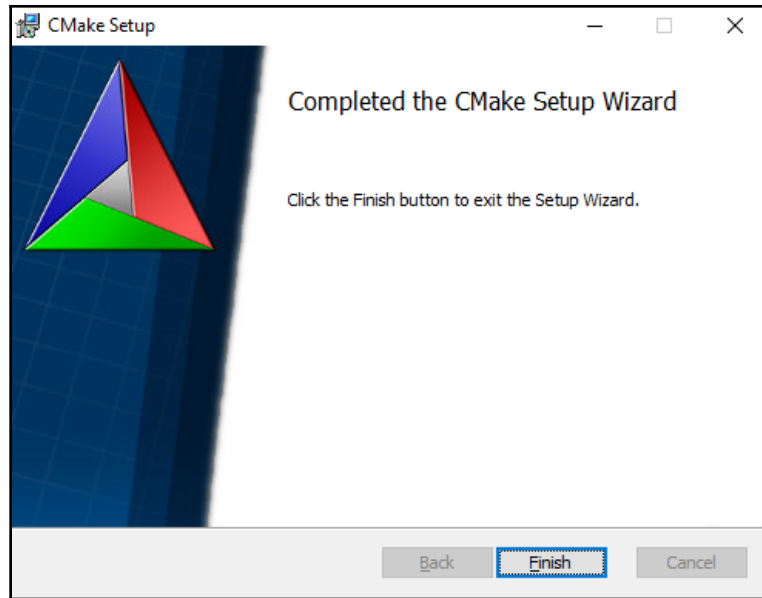 CMake Setup
Completed the CMake Setup Wizard
Click the Finish button to exit the Setup Wizard.
Back Finish Cancel